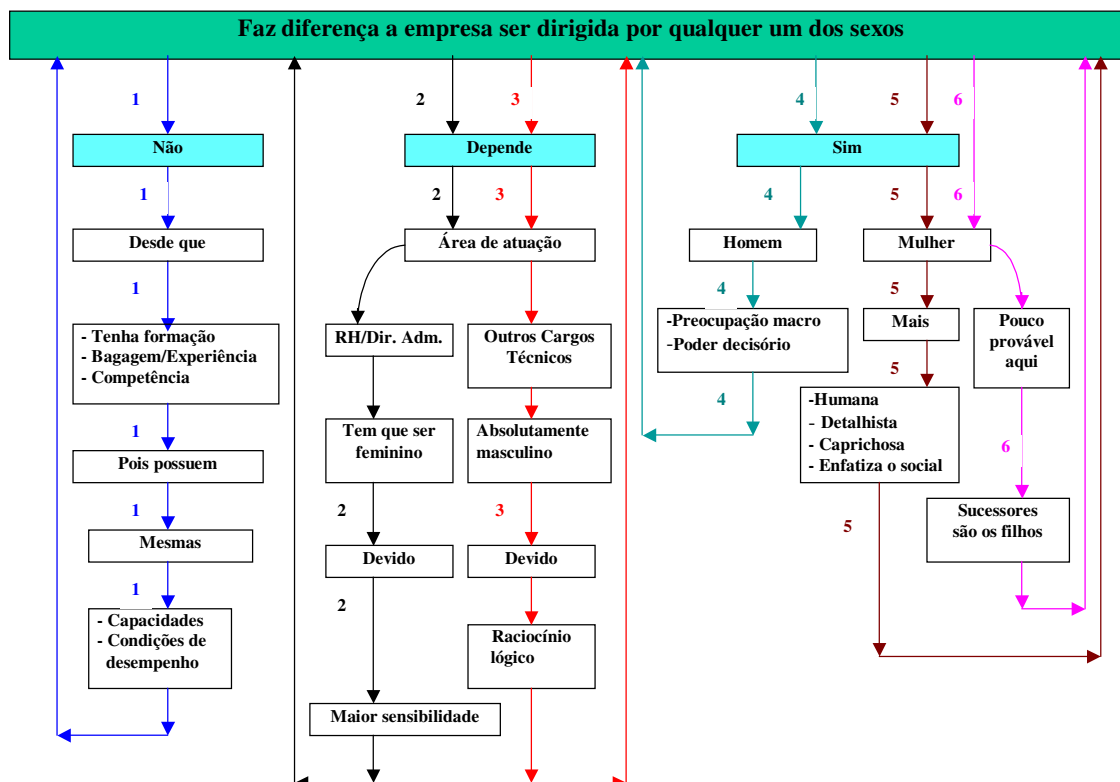 Faz diferença a empresa ser dirigida por qualquer um dos sexos
1
2
3
4
5
6
Não
Depende
Sim
1
2
3
4
5
6
Desde que
Área de atuação
Homem
Mulher
1
4
5
- Tenha formação
- Bagagem/Experiência
- Competência
RH/Dir. Adm.
Outros Cargos
Técnicos
-Preocupação macro
-Poder decisório
Mais
Pouco
provável
aqui
5
4
1
Tem que ser
feminino
Absolutamente
masculino
-Humana
- Detalhista
- Caprichosa
- Enfatiza o social
6
Pois possuem
1
2
3
Mesmas
Devido
Devido
Sucessores
são os filhos
5
1
2
- Capacidades
- Condições de
desempenho
Raciocínio
lógico
Maior sensibilidade